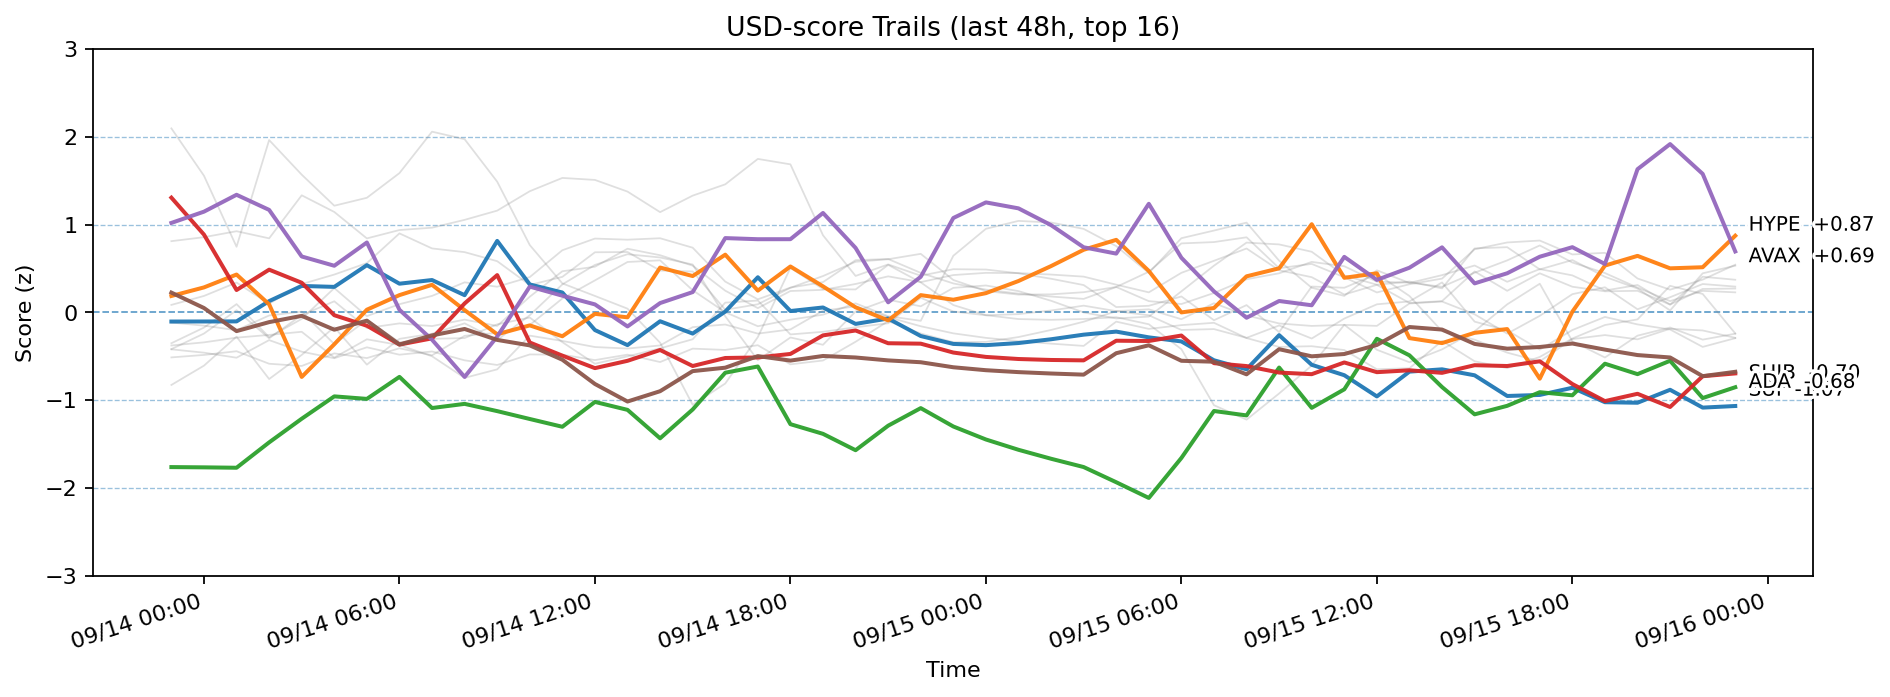 USD-score Trails (last 48h, top 16)
Score (z)
3
2
1
0
−1
−2
−3
HYPE +0.87
AVAX +0.69
ADA -0.68
09/14 00:00
09/14 06:00
09/14 12:00
09/14 18:00
09/15 00:00
09/15 06:00
09/15 12:00
09/15 18:00
09/16 00:00
Time